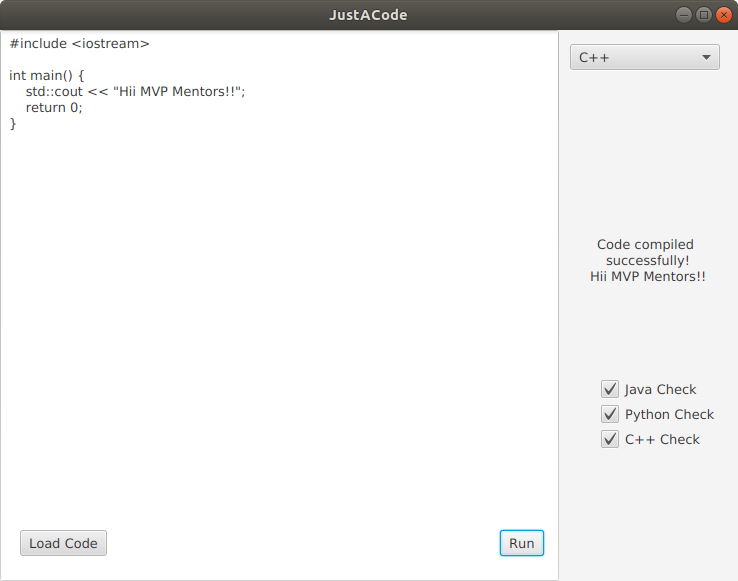 JustACode
#include <iostream>
int main() {
    std::cout << "Hii MVP Mentors!!";
    return 0;
}
C++
Code compiled
successfully!
Hii MVP Mentors!!
Java Check
Python Check
C++ Check
Load Code
Run